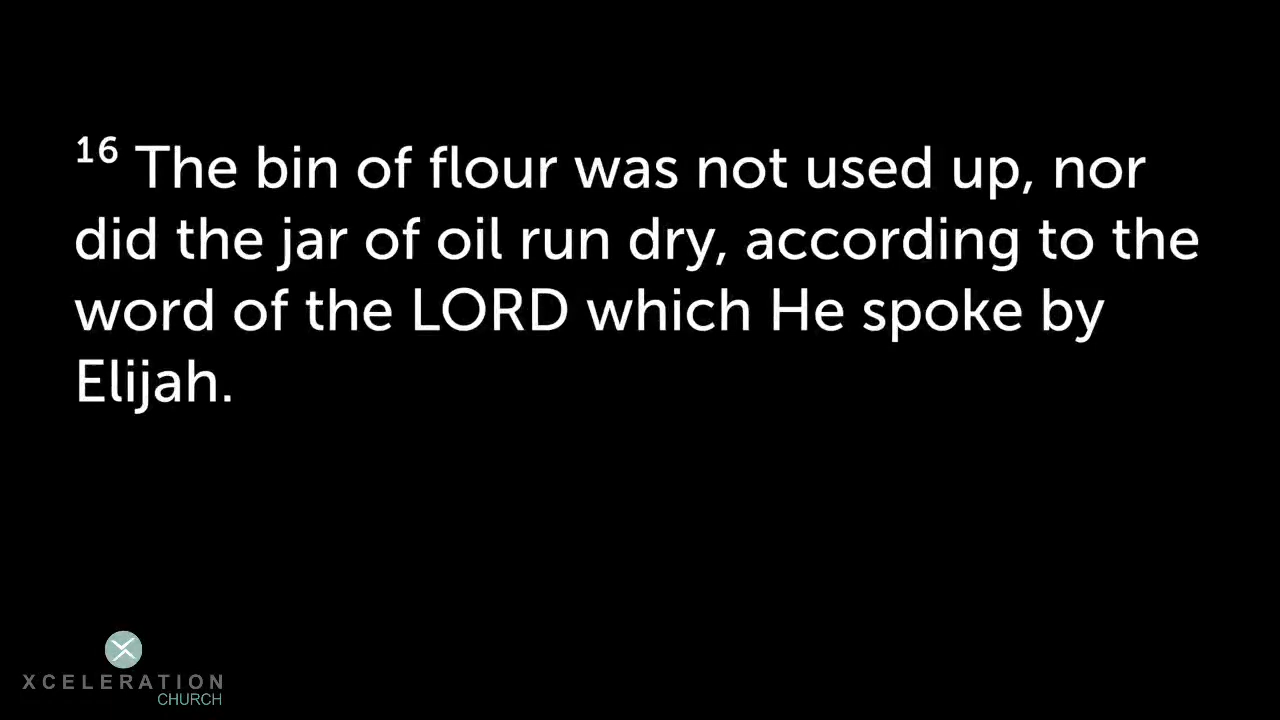 16 The bin of flour was not used up, nor
did the jar of oil run dry, according to the
word of the LORD which He spoke by
Elijah.
XCELERATION
CHURCH